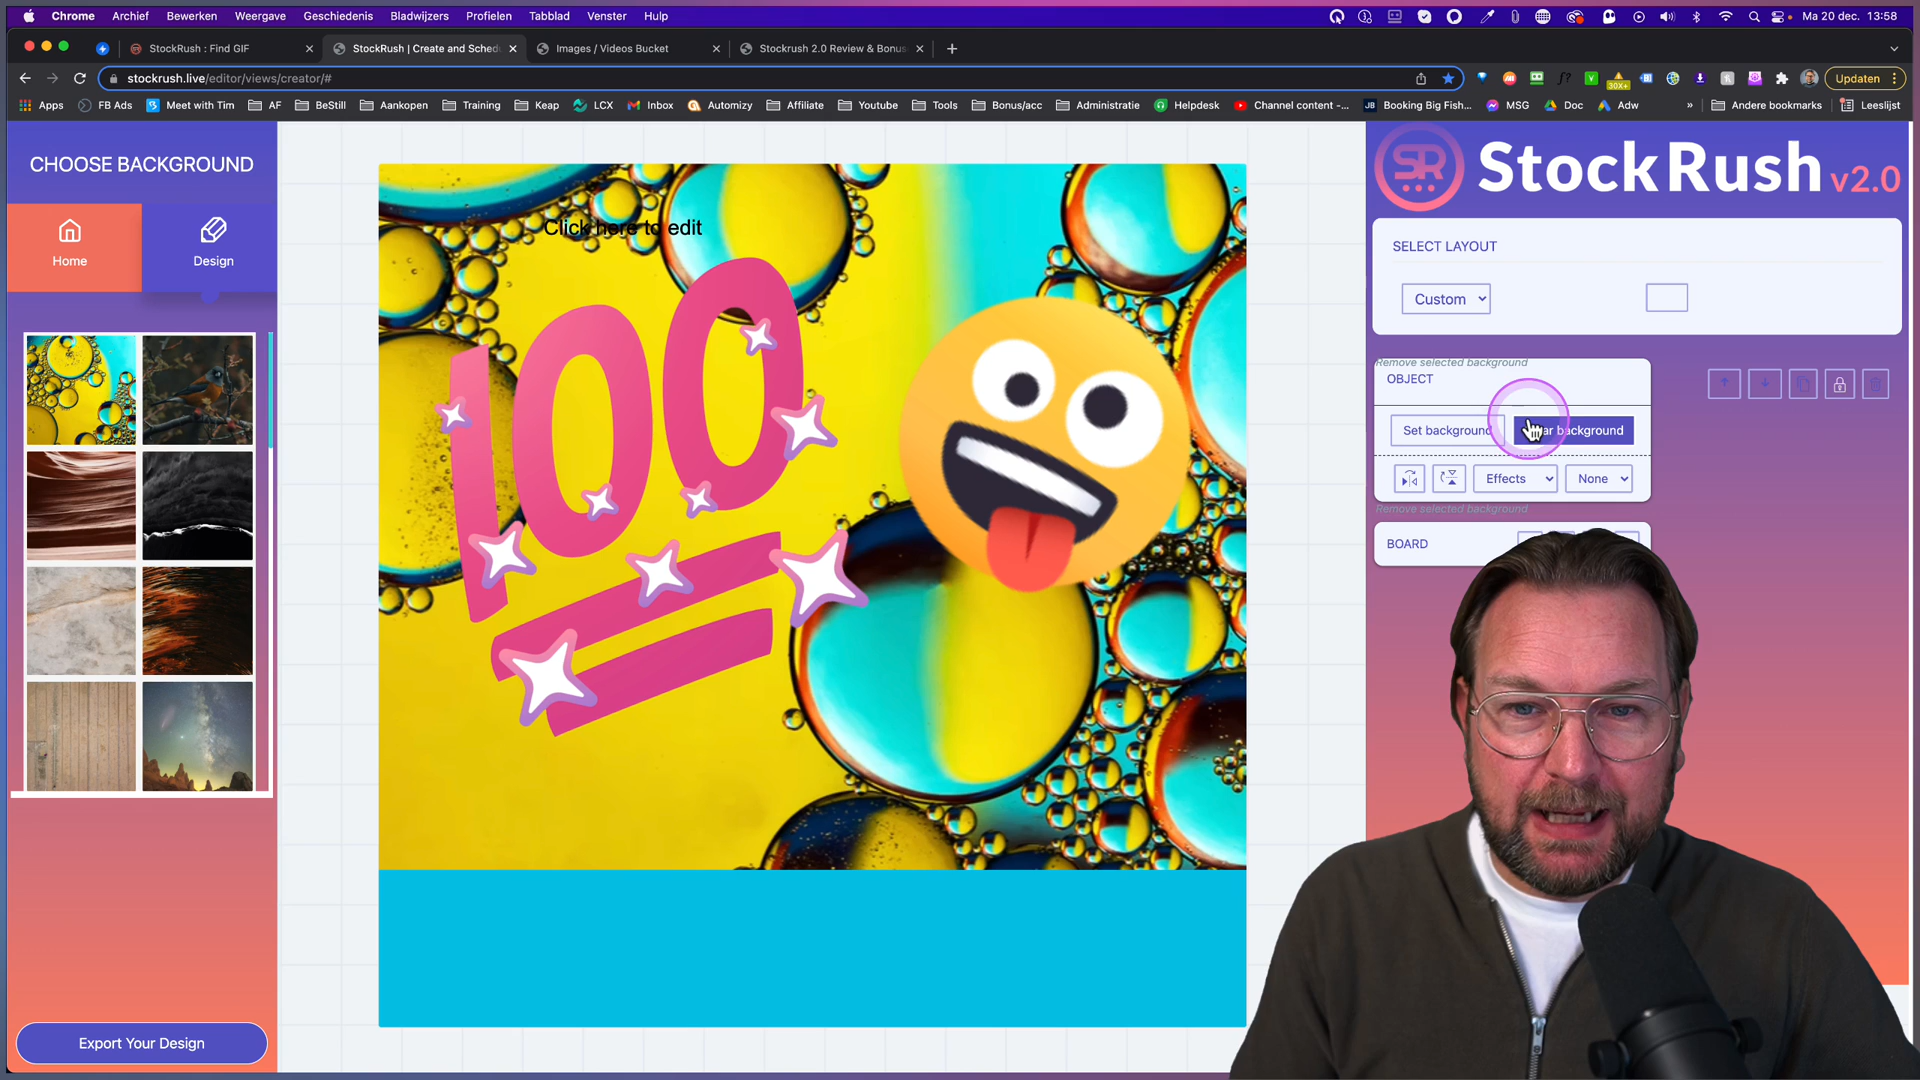 Chrome Archief Bewerken Weergave Geschiedenis Bladwijzers Profielen Tabblad Venster Hulp Ma 20 dec. 13:58
StockRush : Find GIF StockRush | Create and Sched Images / Videos Bucket Stockrush 2.0 Review & Bonus
stockrush.live/editor/views/creator/# Updaten
Apps FB Ads Meet with Tim AF BeStill Aankopen Training Keap LCX Inbox Automizy Affiliate Youtube Tools Bonus/acc Administratie Helpdesk Channel content -... Booking Big Fish... MSG Doc Adw » Andere bookmarks Leeslijst
CHOOSE BACKGROUND
Home Design
Export Your Design
Click here to edit
100
SR StockRush v2.0
SELECT LAYOUT
Custom
Remove selected background
OBJECT
Set background ar background
Effects None
Remove selected background
BOARD